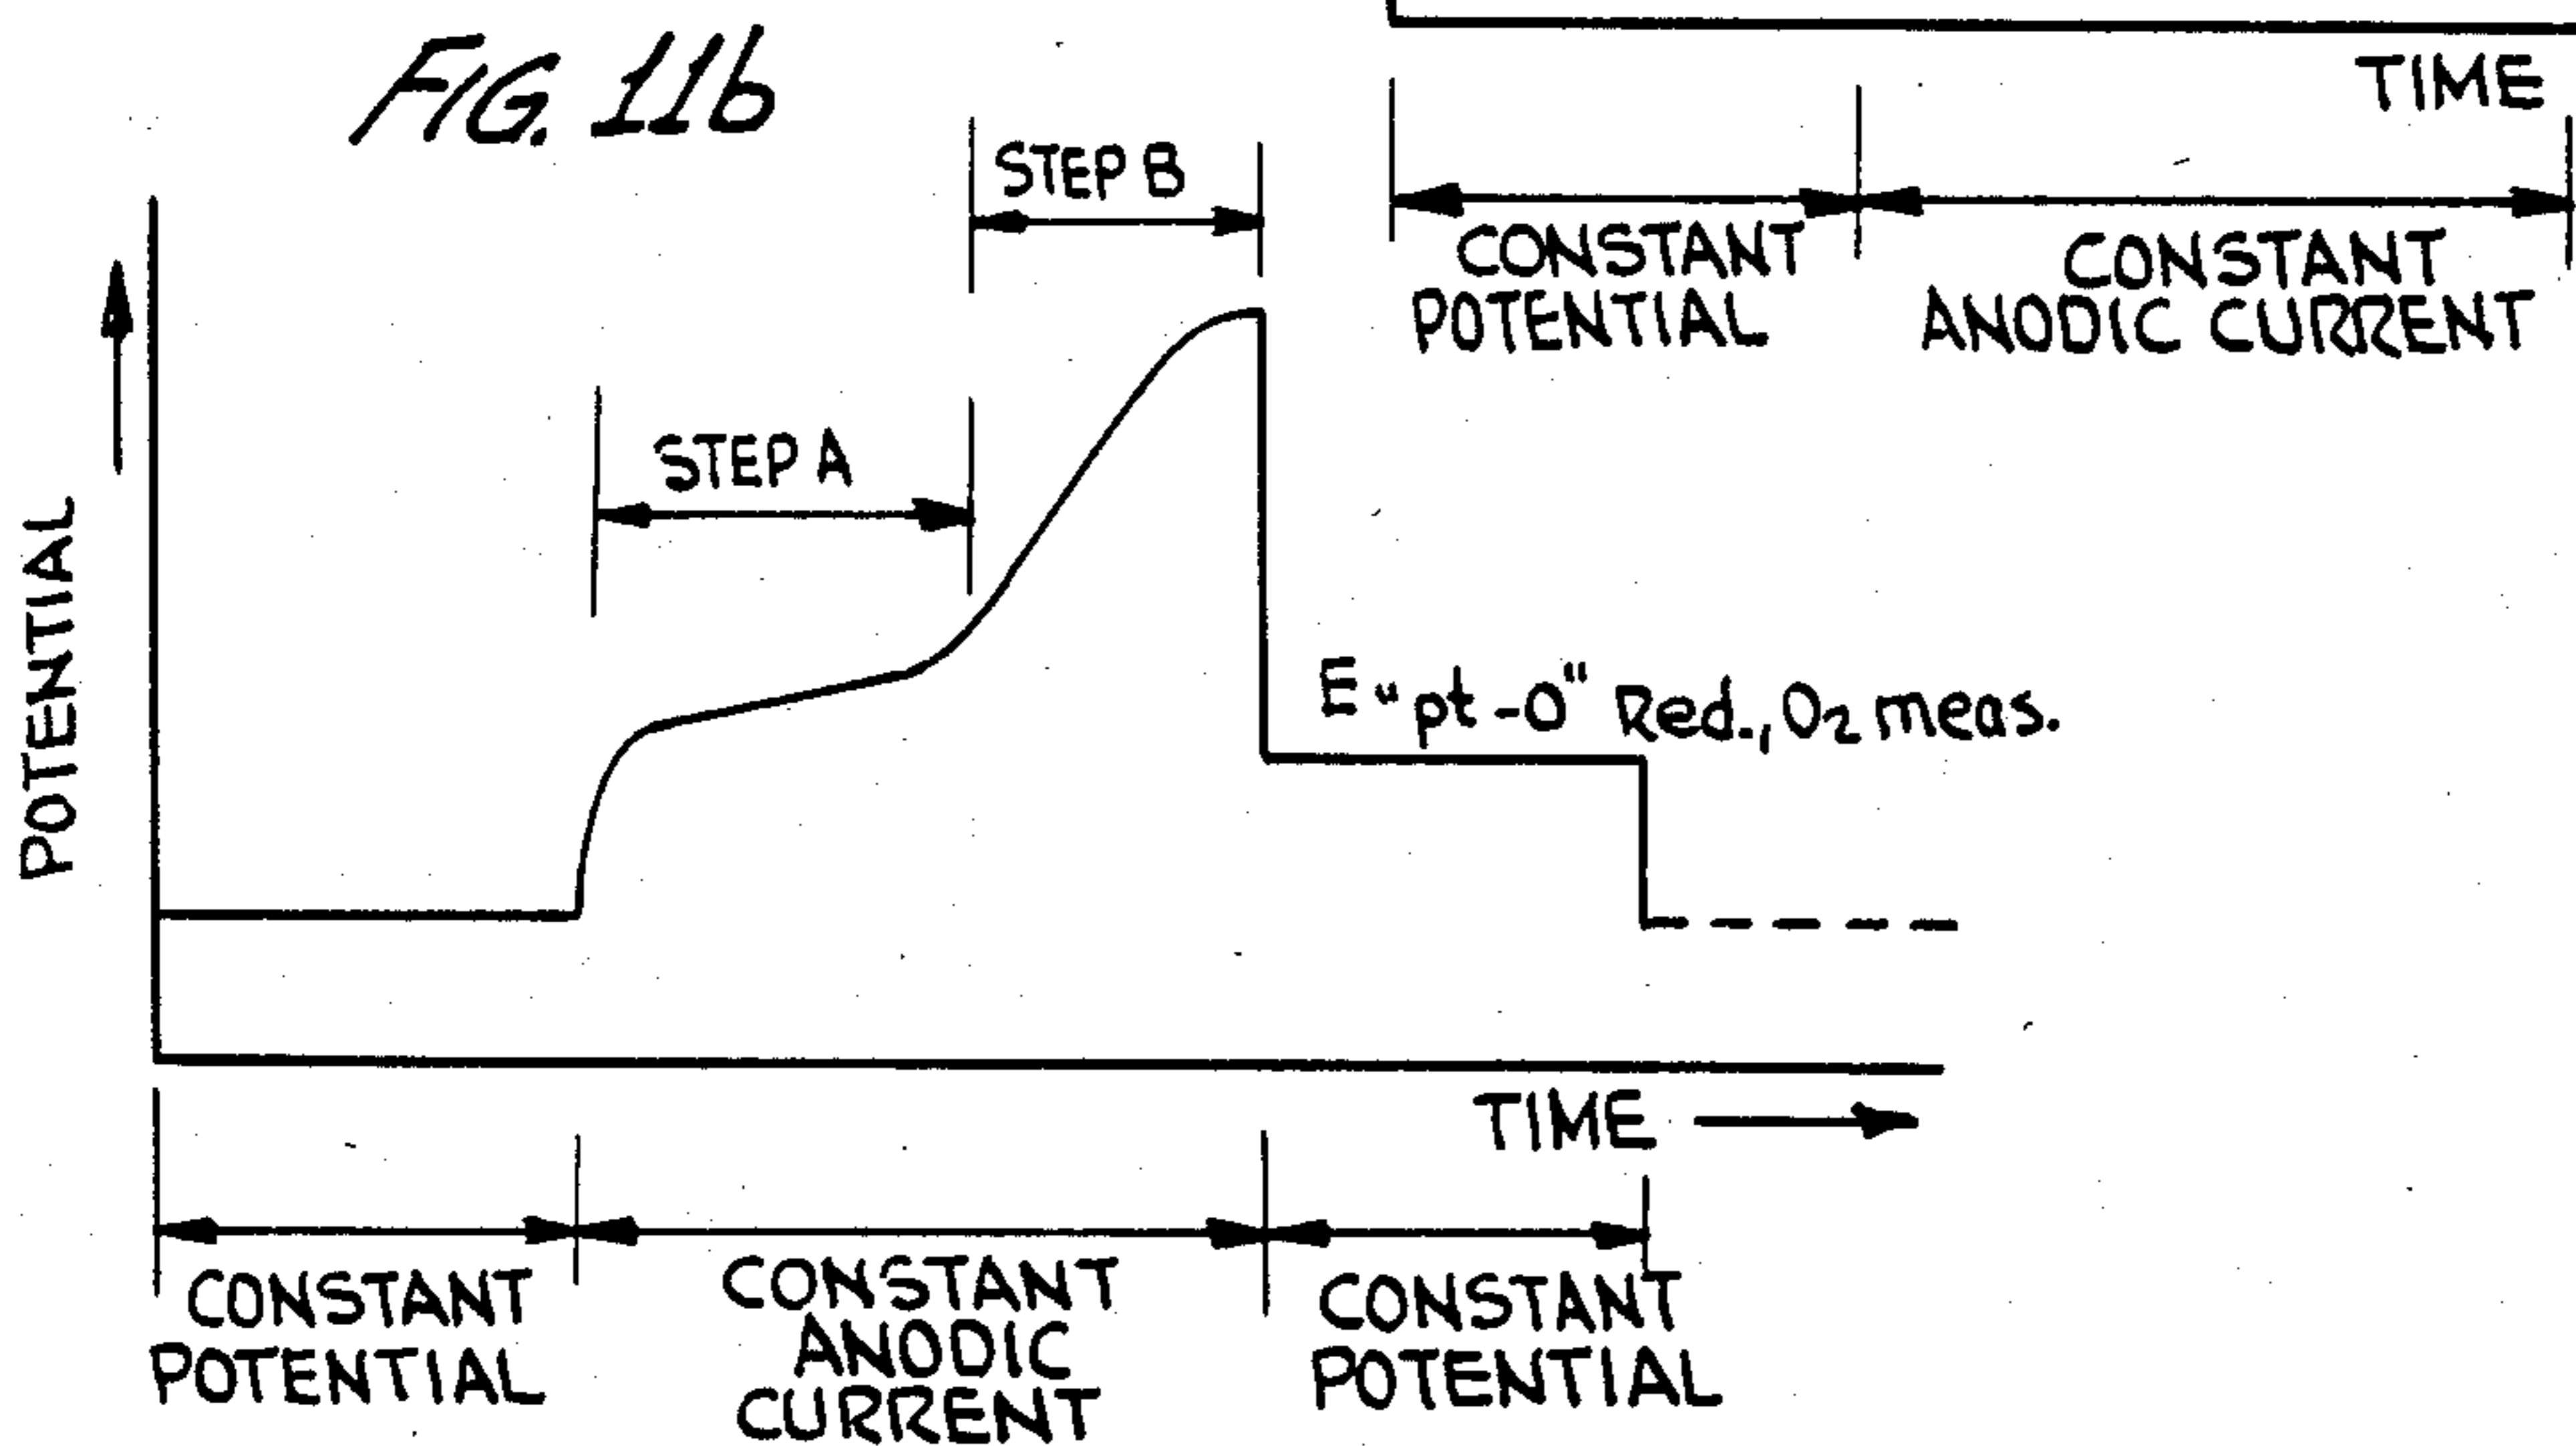 FIG. 11b
TIME
CONSTANT
POTENTIAL
CONSTANT
ANODIC CURRENT
STEP B
STEP A
POTENTIAL
E "pt-O" Red., O2 meas.
TIME
CONSTANT
POTENTIAL
CONSTANT
ANODIC
CURRENT
CONSTANT
POTENTIAL